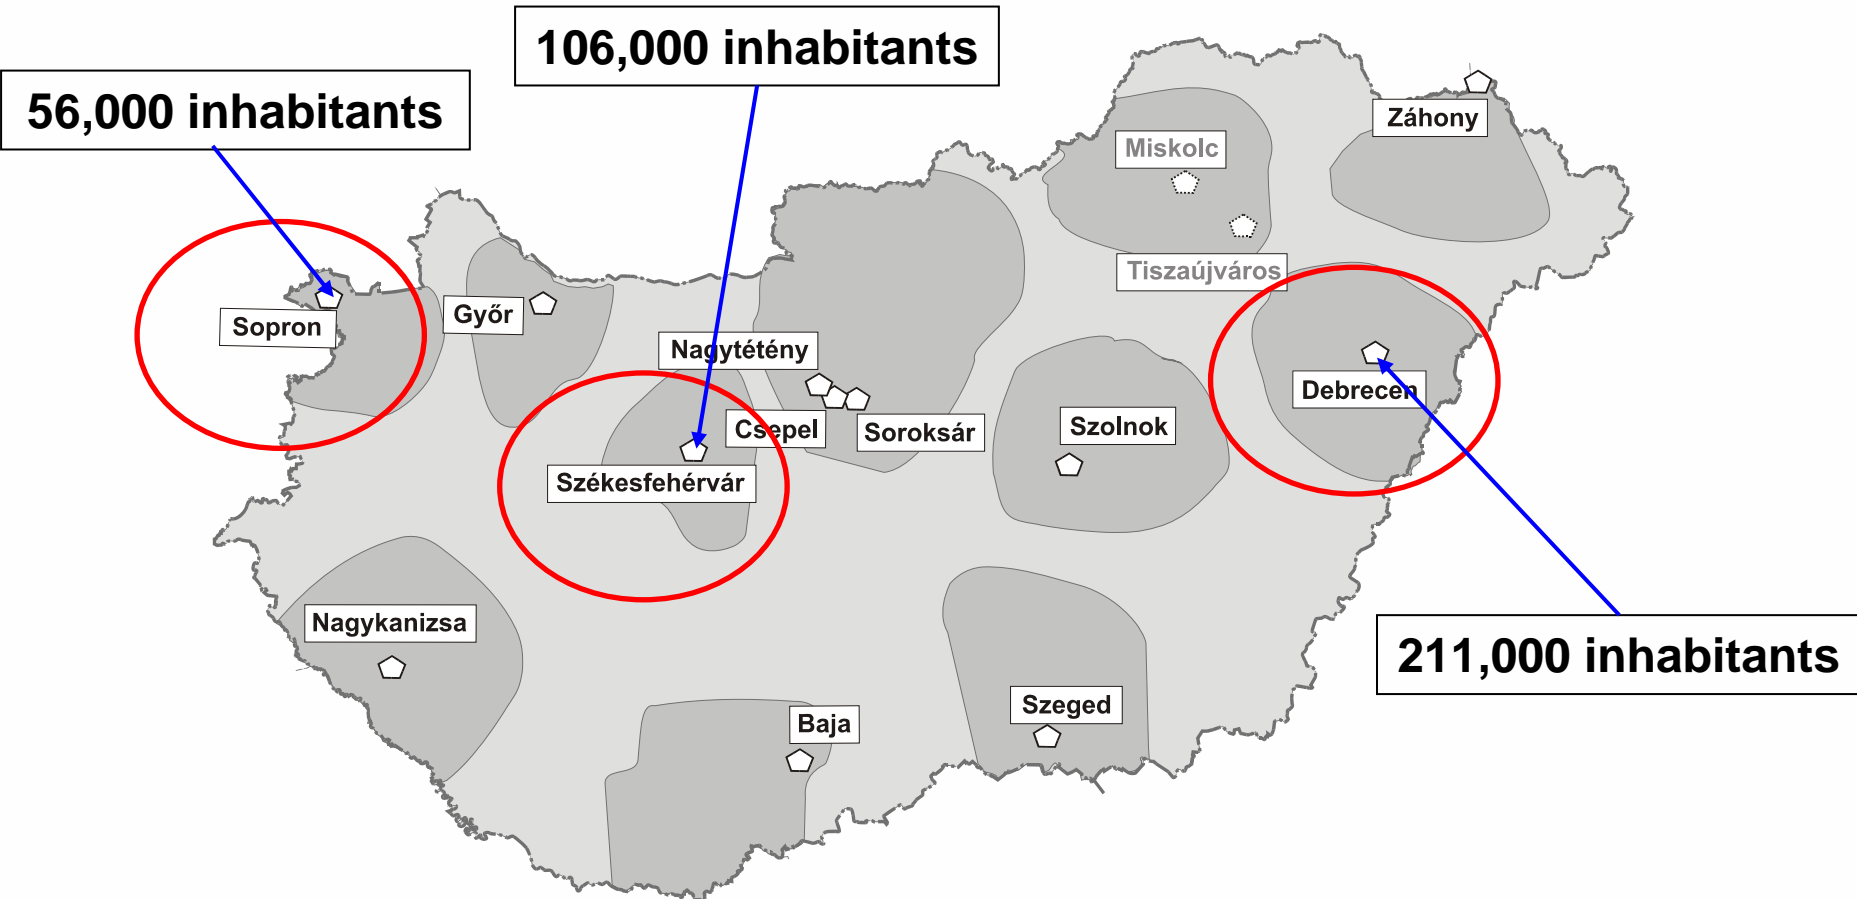 106,000 inhabitants
56,000 inhabitants
Záhony
Miskolc
Tiszaújváros
Sopron
Győr
Nagytétény
Debrecen
Csepel
Soroksár
Szolnok
Székesfehérvár
Nagykanizsa
211,000 inhabitants
Szeged
Baja